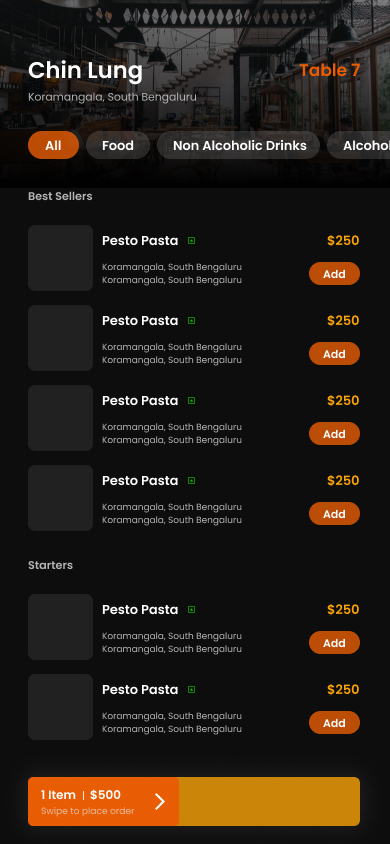 Chin Lung
Table 7
Koramangala, South Bengaluru
All
Food
Non Alcoholic Drinks
Alcohol
Best Sellers
Pesto Pasta
$250
Koramangala, South Bengaluru
Koramangala, South Bengaluru
Add
Pesto Pasta
$250
Koramangala, South Bengaluru
Koramangala, South Bengaluru
Add
Pesto Pasta
$250
Koramangala, South Bengaluru
Koramangala, South Bengaluru
Add
Pesto Pasta
$250
Koramangala, South Bengaluru
Koramangala, South Bengaluru
Add
Starters
Pesto Pasta
$250
Koramangala, South Bengaluru
Koramangala, South Bengaluru
Add
Pesto Pasta
$250
Koramangala, South Bengaluru
Koramangala, South Bengaluru
Add
1 Item | $500
Swipe to place order